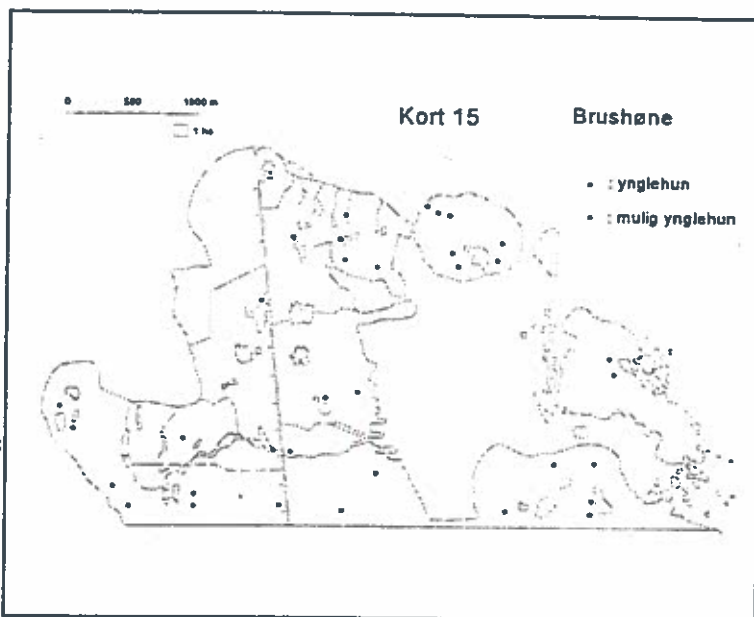 0 500 1000 m
1 ha
Kort 15
Brushøne
: ynglehun
: mulig ynglehun